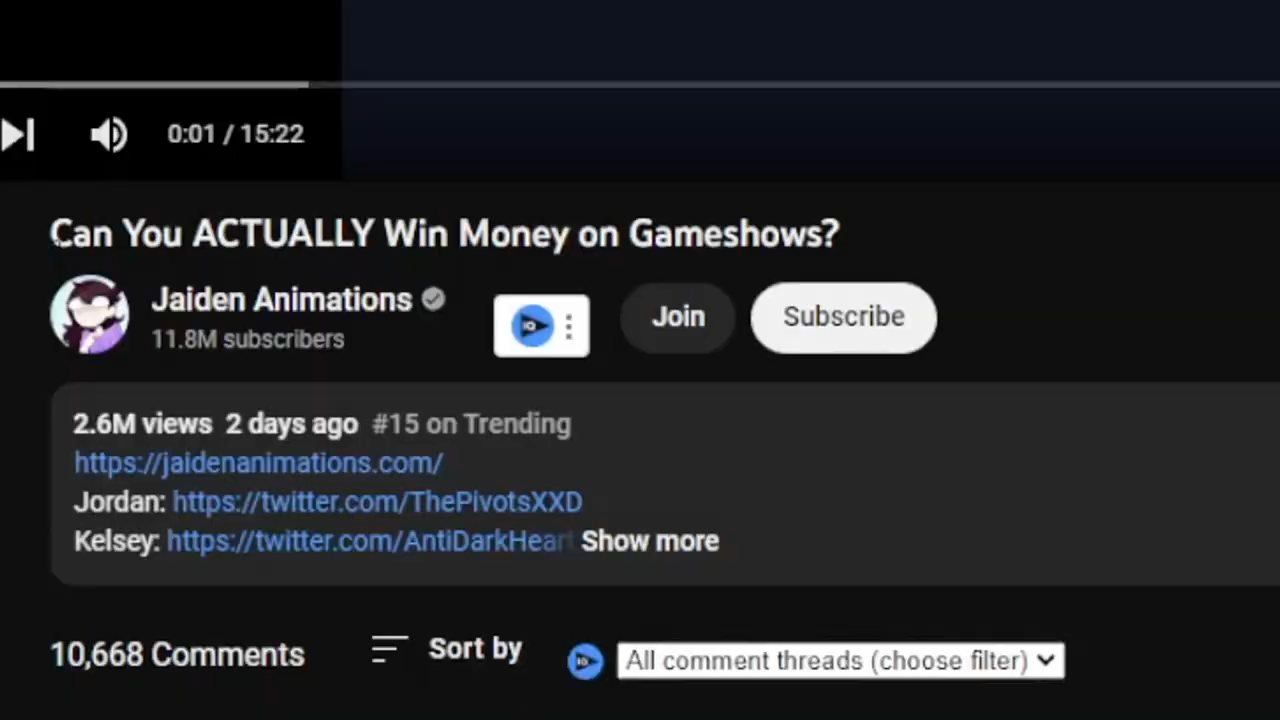 0:01 / 15:22
Can You ACTUALLY Win Money on Gameshows?
Jaiden Animations
11.8M subscribers
Join
Subscribe
2.6M views 2 days ago #15 on Trending
https://jaidenanimations.com/
Jordan: https://twitter.com/ThePivotsXXD
Kelsey: https://twitter.com/AntiDarkHear Show more
10,668 Comments
Sort by
All comment threads (choose filter)